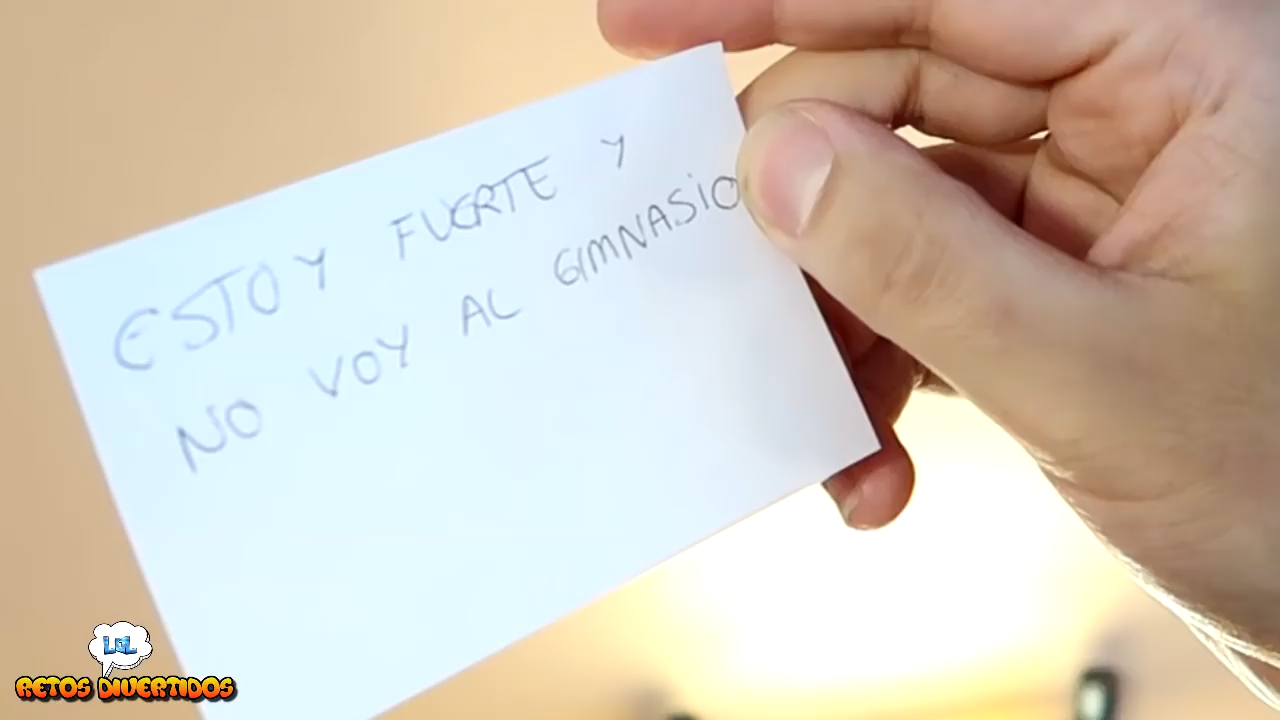 ESTOY FUERTE Y
NO VOY AL GIMNASIO
LOL
RETOS DIVERTIDOS